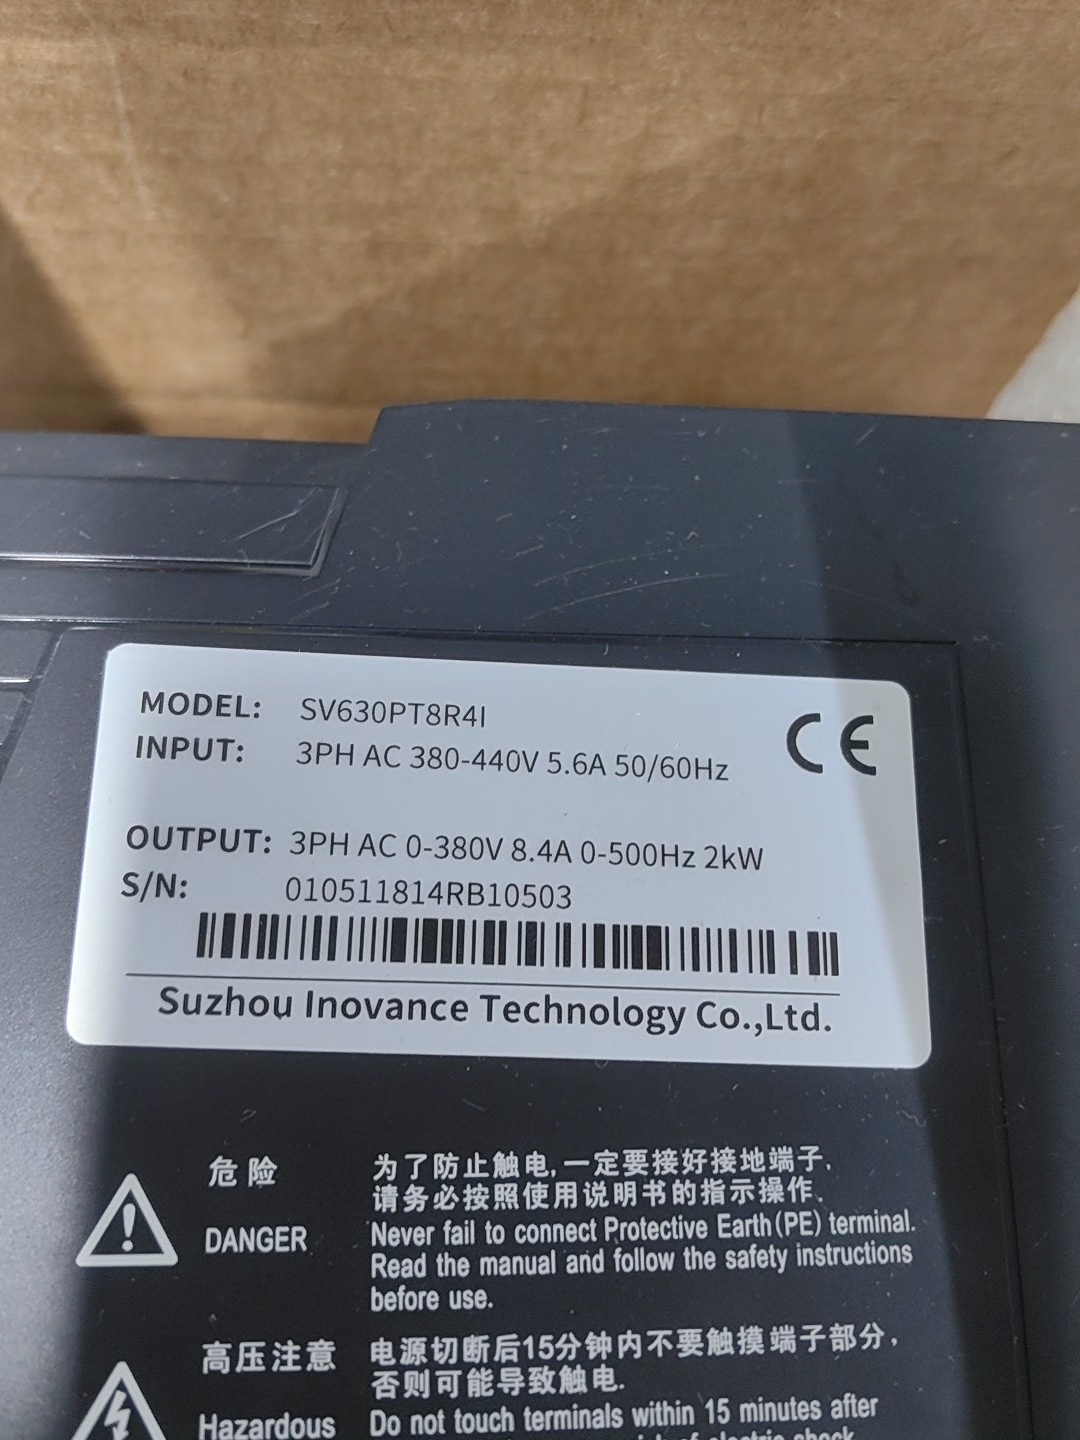 MODEL: SV630PT8R4I
INPUT: 3PH AC 380-440V 5.6A 50/60Hz
CE
OUTPUT: 3PH AC 0-380V 8.4A 0-500Hz 2kW
S/N: 010511814RB10503
Suzhou Inovance Technology Co.,Ltd.
危险
为了防止触电,一定要接好接地端子.
请务必按照使用说明书的指示操作.
DANGER
Never fail to connect Protective Earth(PE) terminal.
Read the manual and follow the safety instructions
before use.
高压注意
电源切断后15分钟内不要触摸端子部分,
否则可能导致触电.
Hazardous
Do not touch terminals within 15 minutes after
risk of electric shock